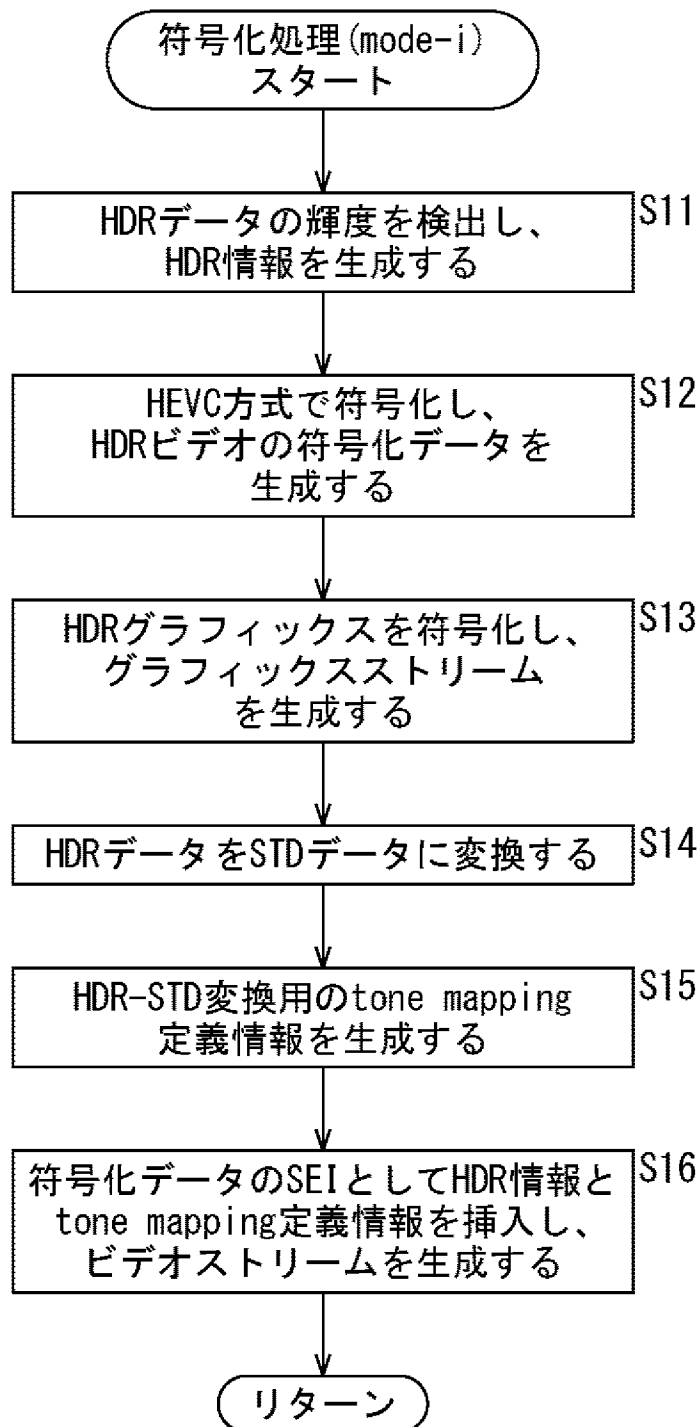 符号化処理(mode-i)
スタート
HDRデータの輝度を検出し、
HDR情報を生成する
S11
HEVC方式で符号化し、
HDRビデオの符号化データを
生成する
S12
HDRグラフィックスを符号化し、
グラフィックスストリーム
を生成する
S13
HDRデータをSTDデータに変換する
S14
HDR-STD変換用のtone mapping
定義情報を生成する
S15
符号化データのSEIとしてHDR情報と
tone mapping定義情報を挿入し、
ビデオストリームを生成する
S16
リターン